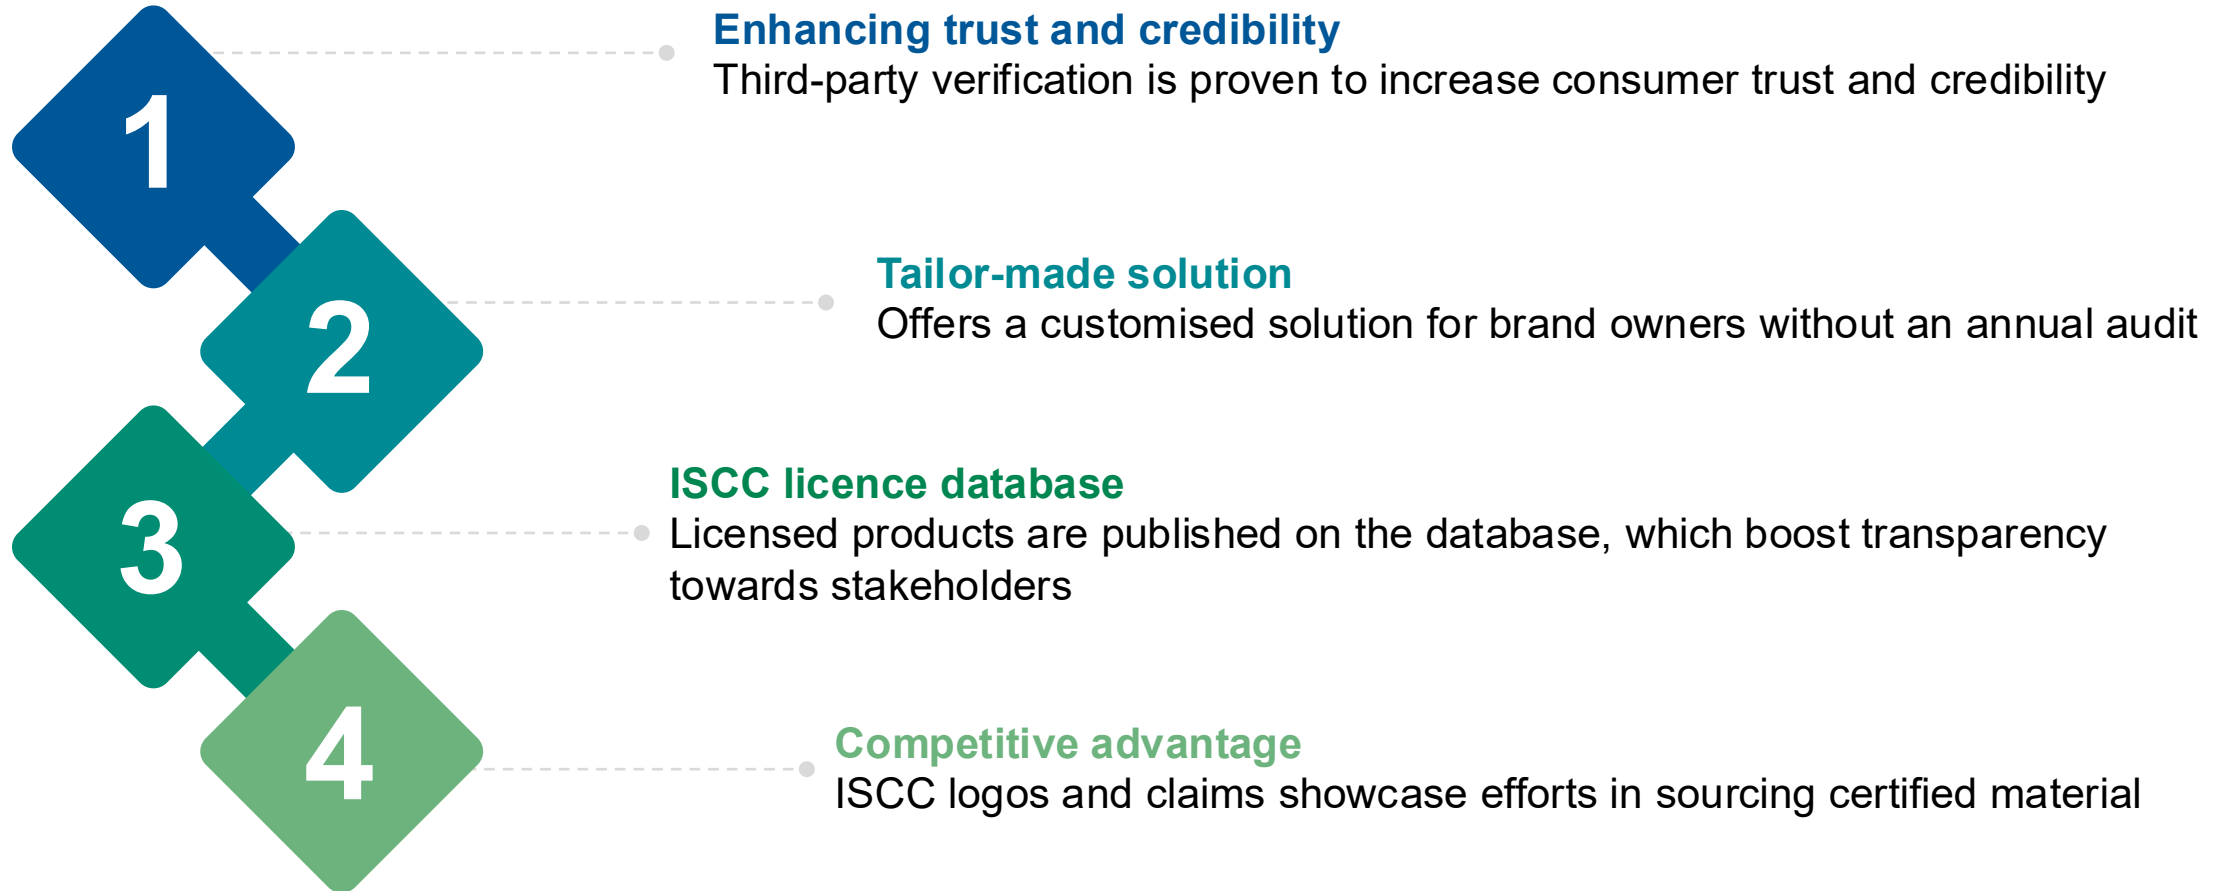 1
Enhancing trust and credibility
Third-party verification is proven to increase consumer trust and credibility
2
Tailor-made solution
Offers a customised solution for brand owners without an annual audit
3
ISCC licence database
Licensed products are published on the database, which boost transparency
towards stakeholders
4
Competitive advantage
ISCC logos and claims showcase efforts in sourcing certified material